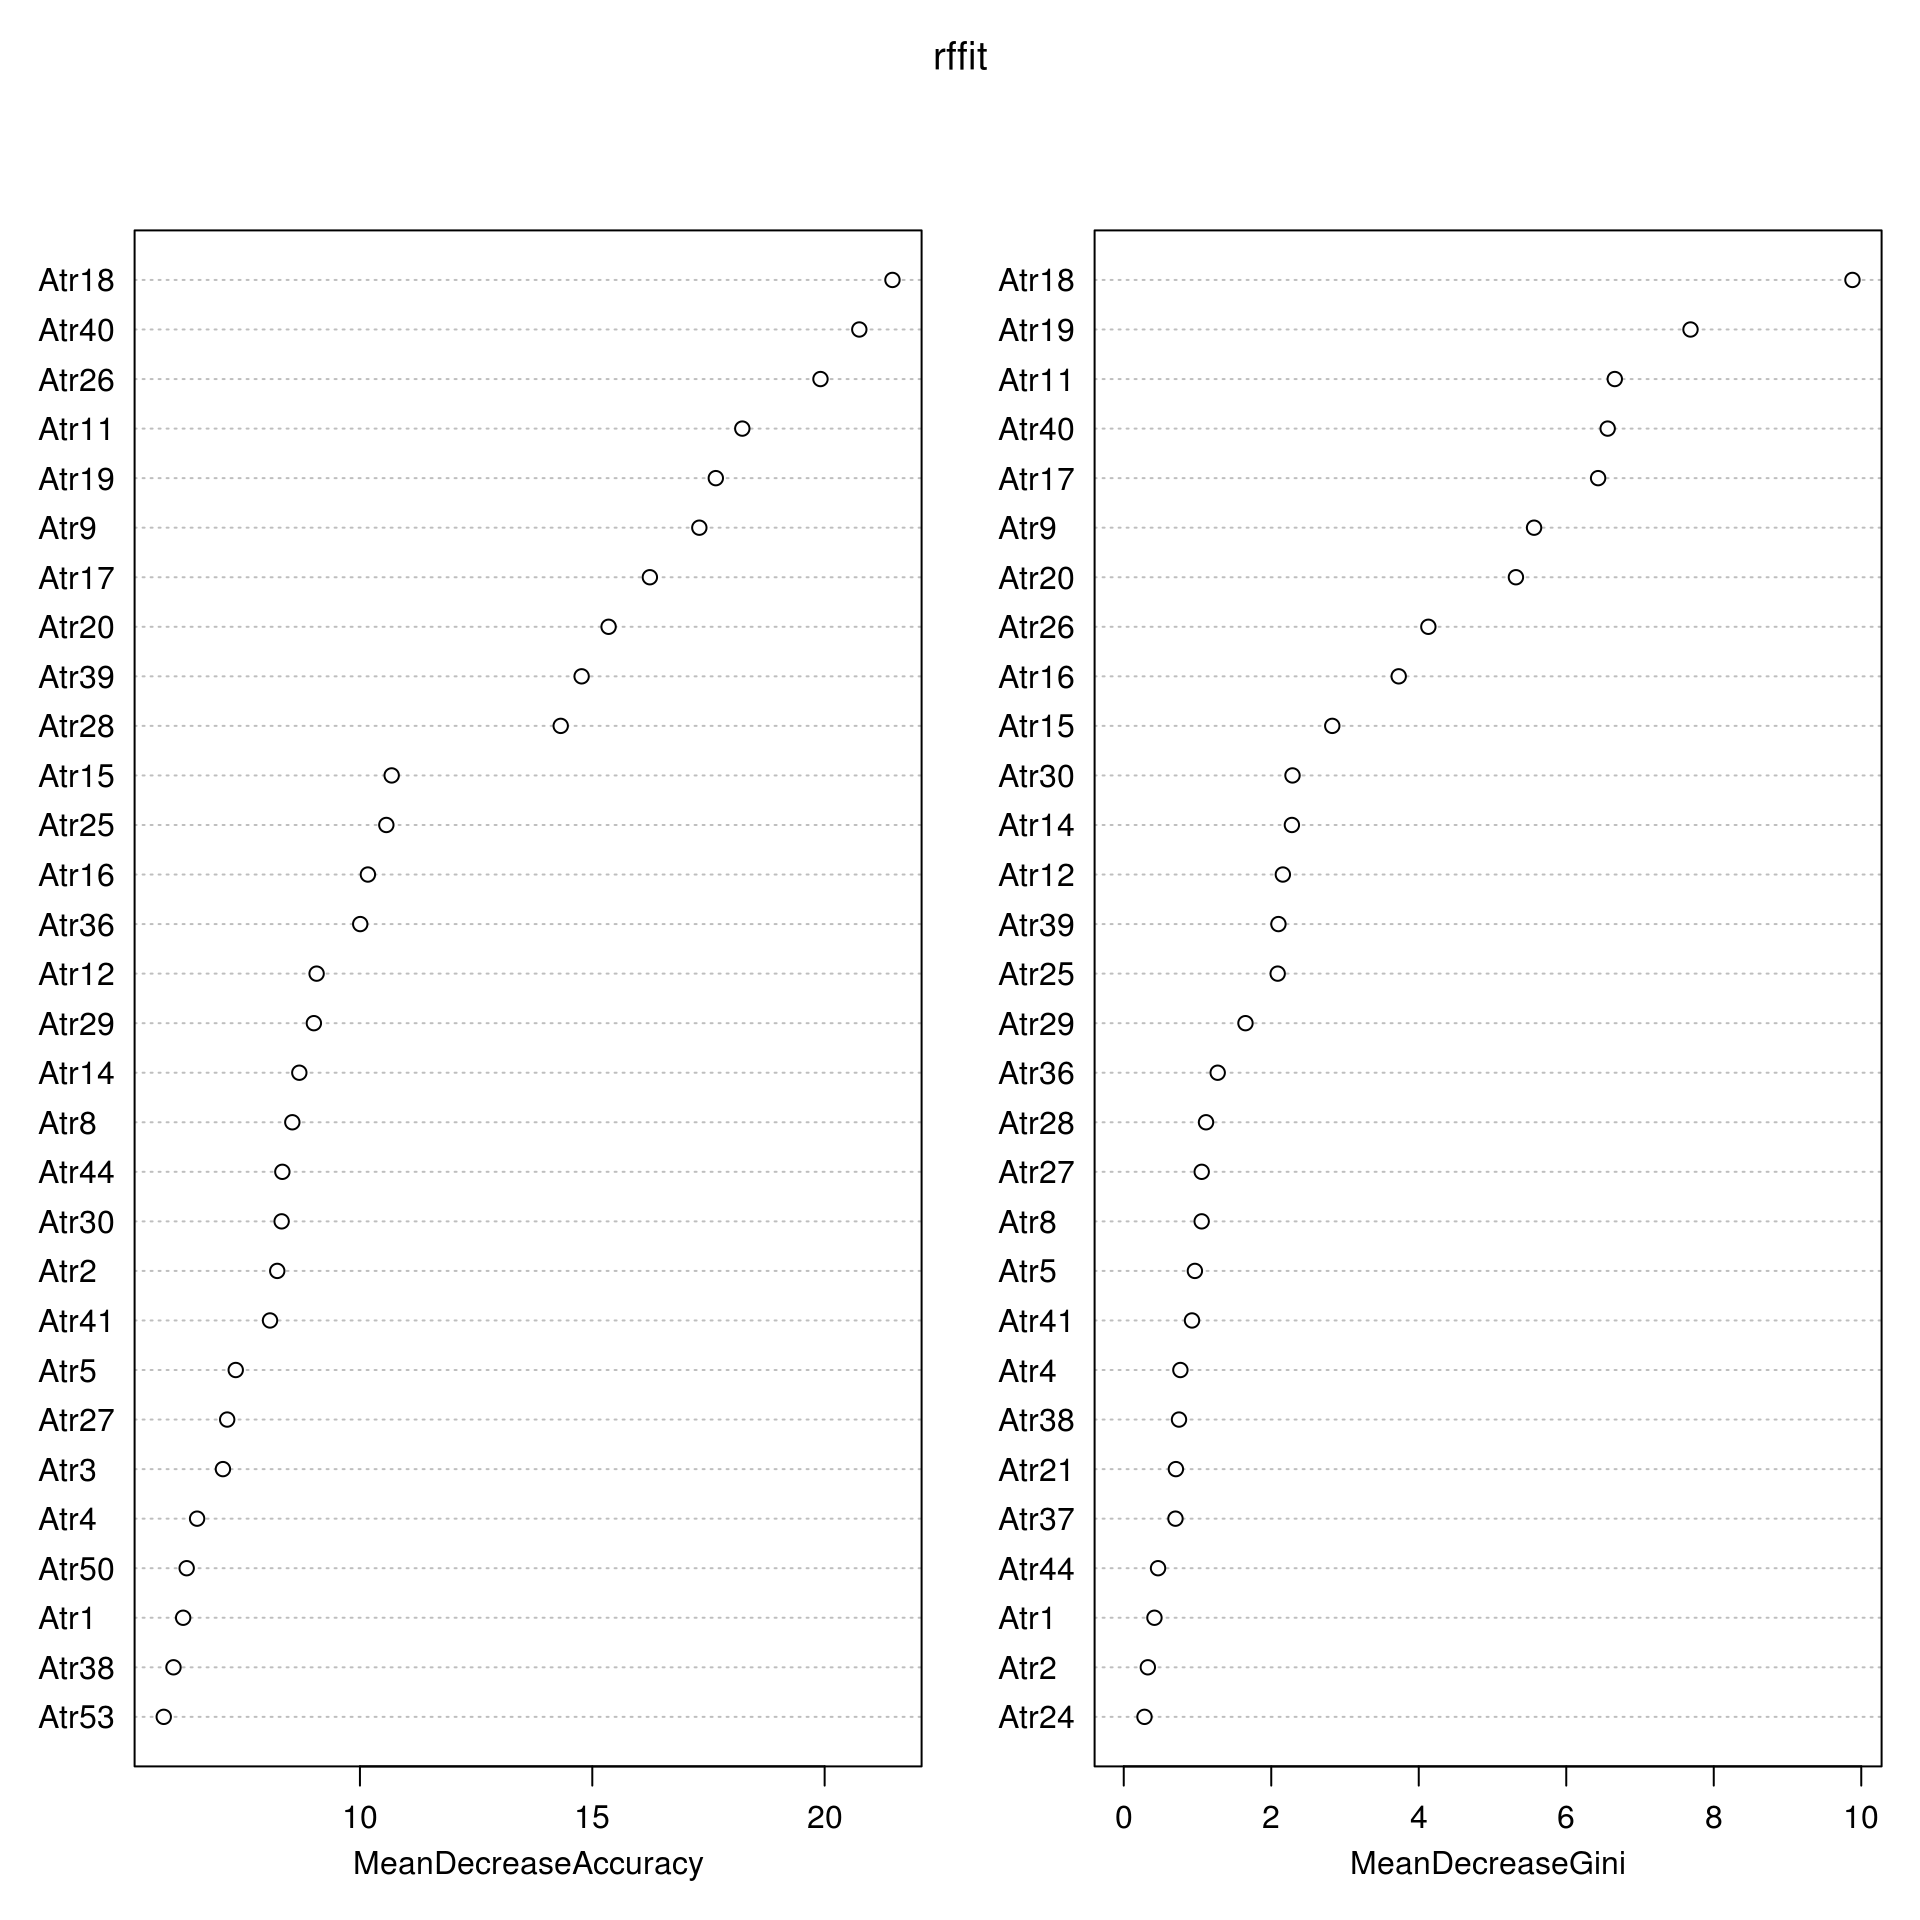 rffit
Atr18
Atr40
Atr26
Atr11
Atr19
Atr9
Atr17
Atr20
Atr39
Atr28
Atr15
Atr25
Atr16
Atr36
Atr12
Atr29
Atr14
Atr8
Atr44
Atr30
Atr2
Atr41
Atr5
Atr27
Atr3
Atr4
Atr50
Atr1
Atr38
Atr53
10 15 20
MeanDecreaseAccuracy
Atr18
Atr19
Atr11
Atr40
Atr17
Atr9
Atr20
Atr26
Atr16
Atr15
Atr30
Atr14
Atr12
Atr39
Atr25
Atr29
Atr36
Atr28
Atr27
Atr8
Atr5
Atr41
Atr4
Atr38
Atr21
Atr37
Atr44
Atr1
Atr2
Atr24
0 2 4 6 8 10
MeanDecreaseGini